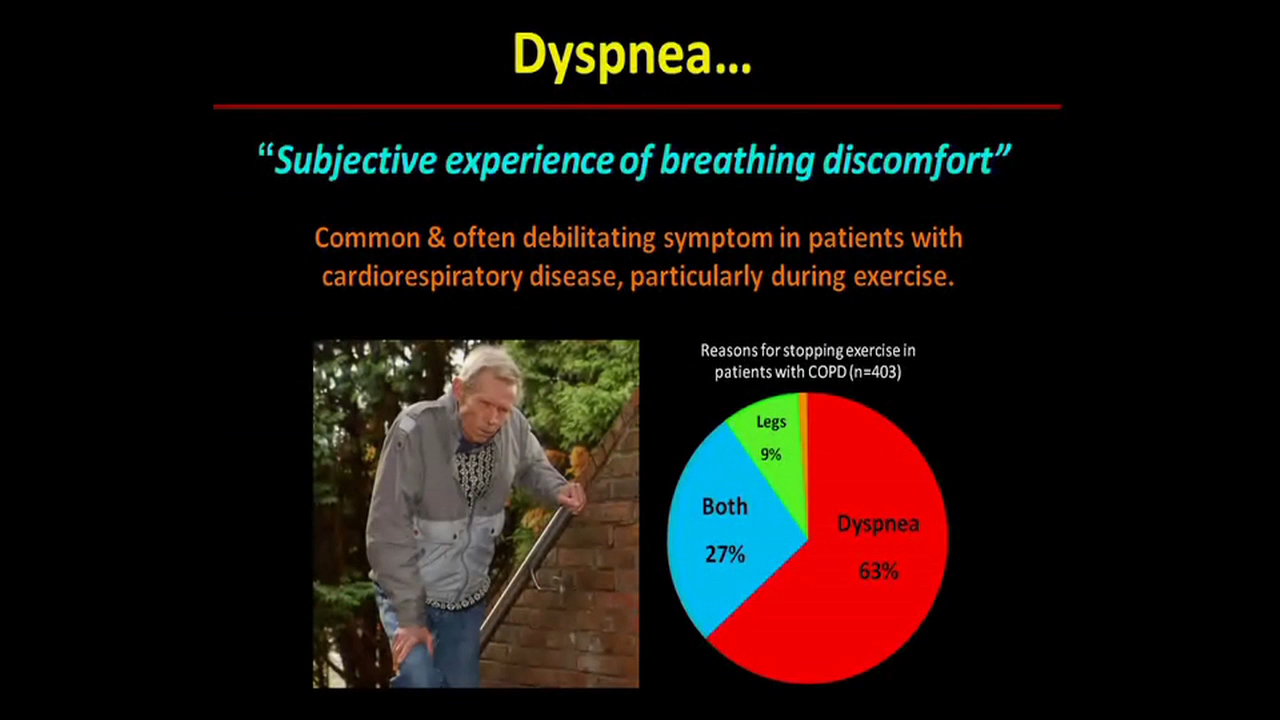 Dyspnea...
“Subjective experience of breathing discomfort”
Common & often debilitating symptom in patients with
cardiorespiratory disease, particularly during exercise.
Reasons for stopping exercise in
patients with COPD (n=403)
Legs
9%
Both
27%
Dyspnea
63%